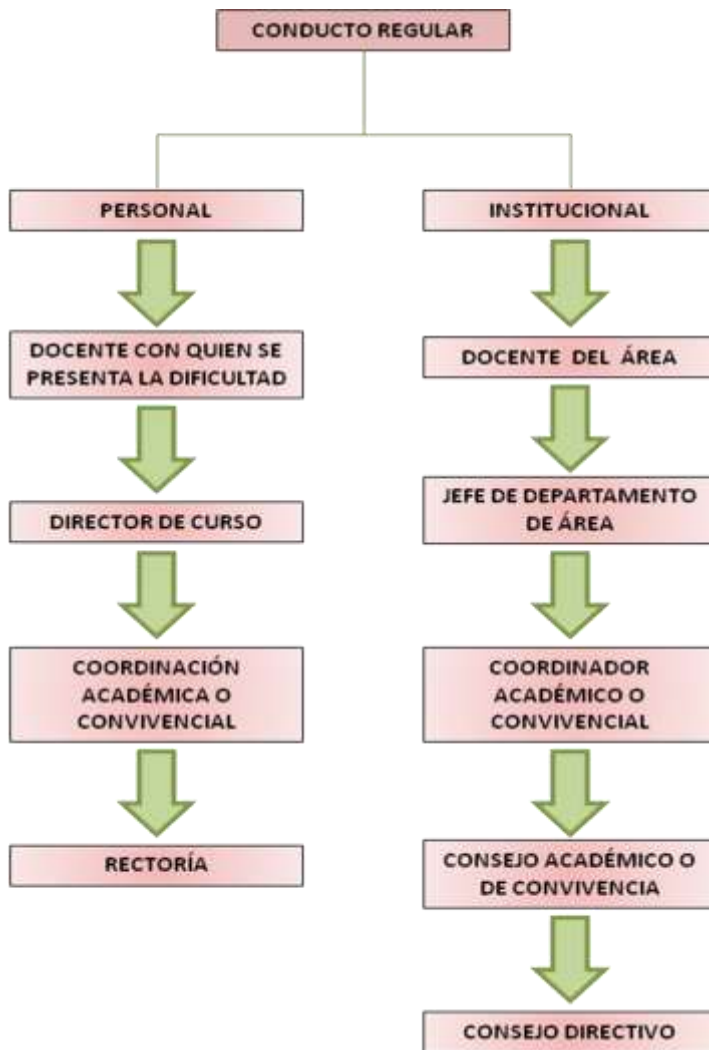 CONDUCTO REGULAR
PERSONAL
INSTITUCIONAL
DOCENTE CON QUIEN SE
PRESENTA LA DIFICULTAD
DOCENTE DEL ÁREA
DIRECTOR DE CURSO
JEFE DE DEPARTAMENTO
DE ÁREA
COORDINACIÓN
ACADÉMICA O
CONVIVENCIAL
COORDINADOR
ACADÉMICO O
CONVIVENCIAL
RECTORÍA
CONSEJO ACADÉMICO O
DE CONVIVENCIA
CONSEJO DIRECTIVO